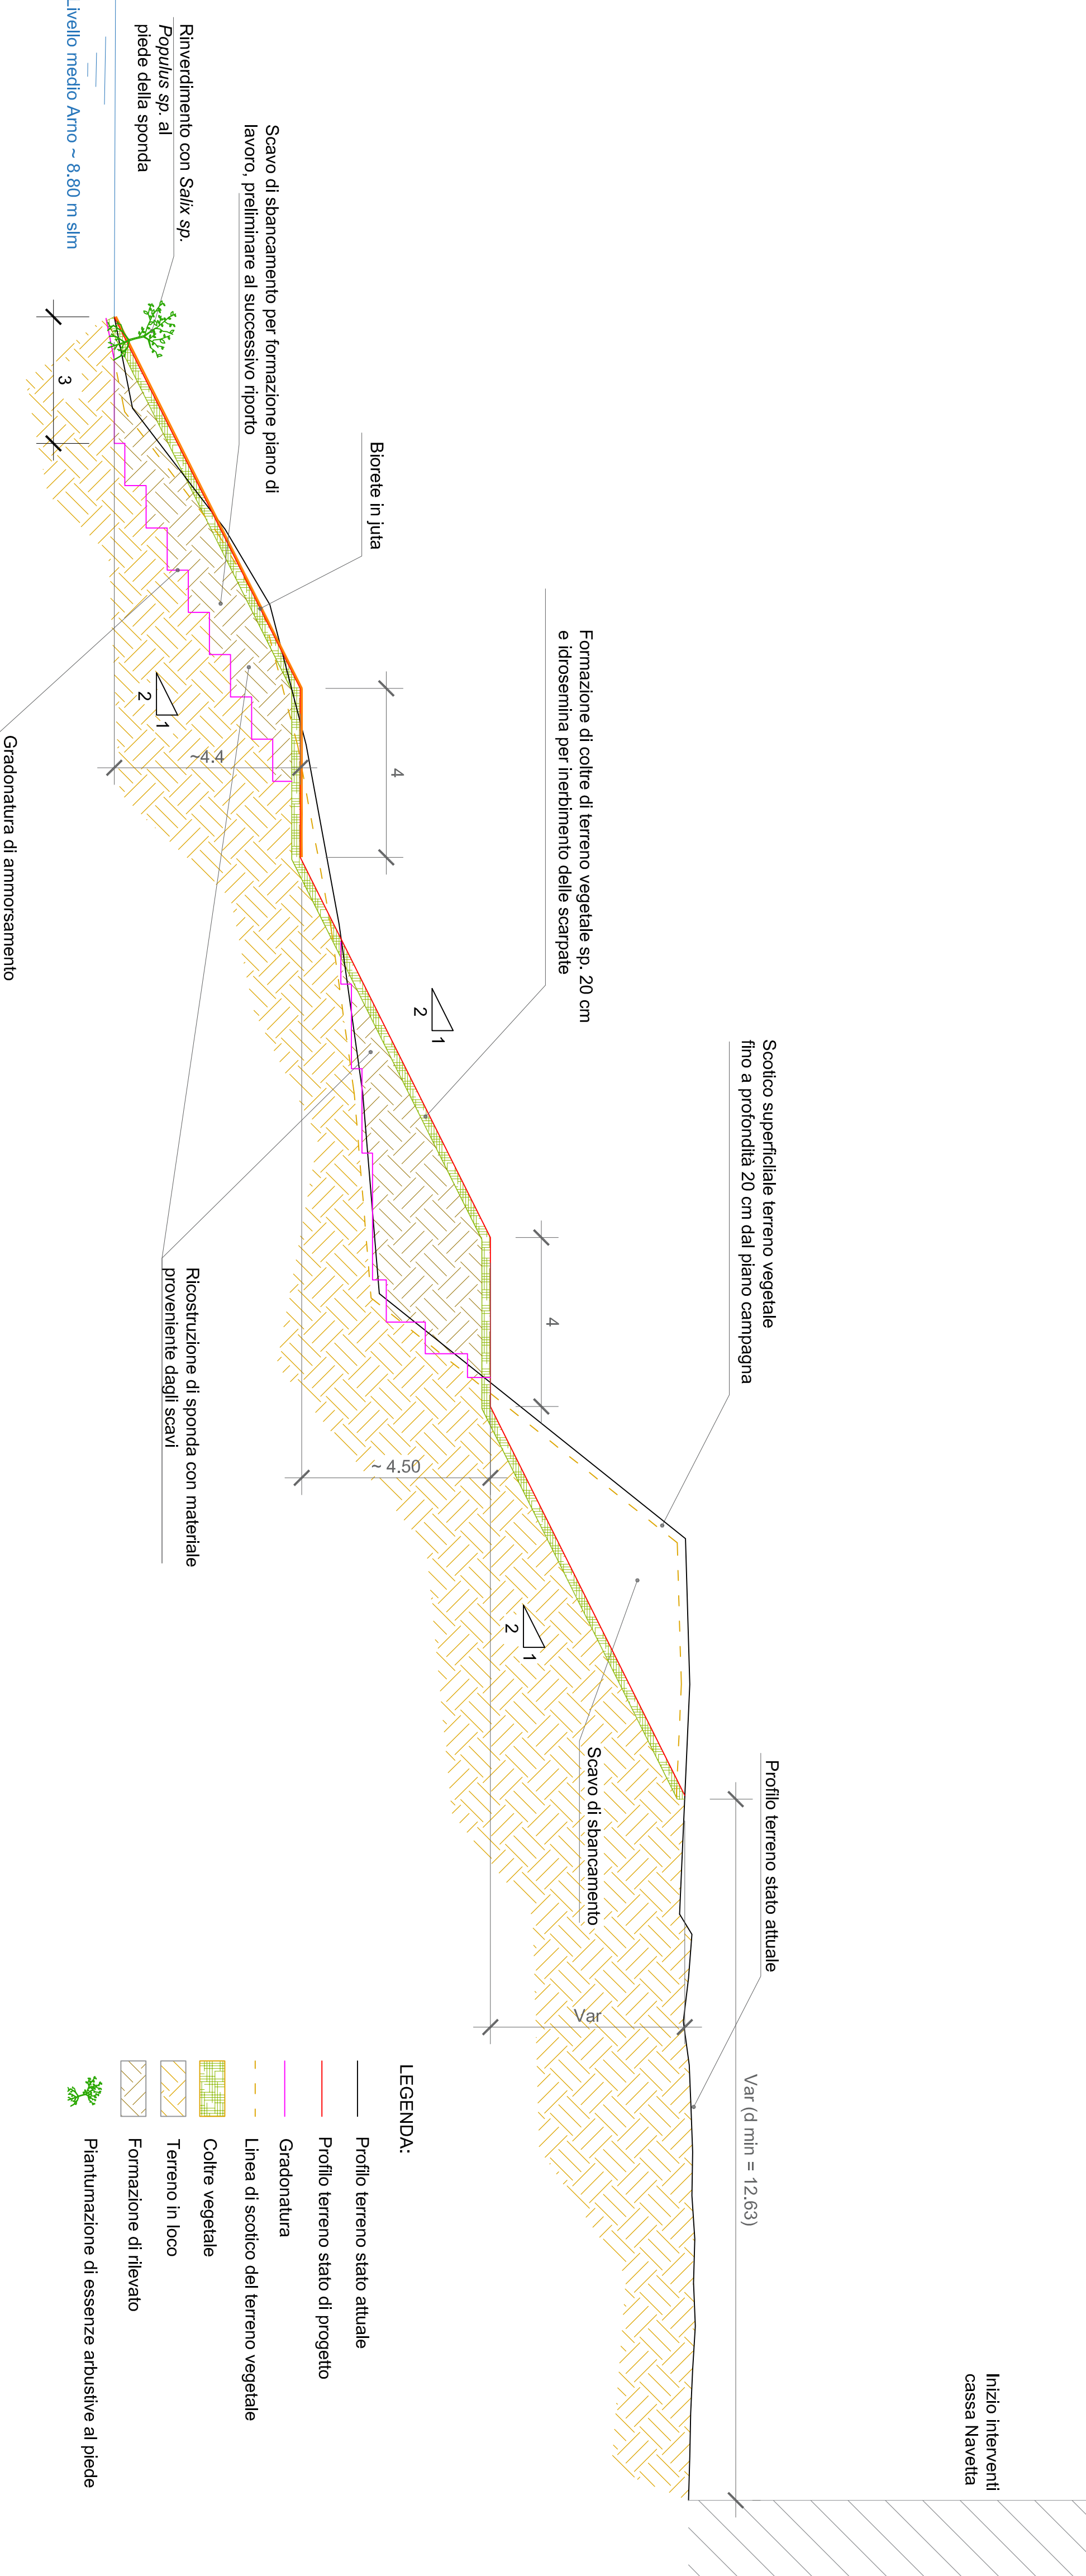 Inizio interventi
cassa Navetta
Profilo terreno stato attuale
Var (d min = 12.63)
Scotico superficliale terreno vegetale
fino a profondità 20 cm dal piano campagna
Formazione di coltre di terreno vegetale sp. 20 cm
e idrosemina per inerbimento delle scarpate
4
Scavo di sbancamento
Var
2
1
Biorete in juta
4
2
1
~ 4.50
Scavo di sbancamento per formazione piano di
lavoro, preliminare al successivo riporto
Rinverdimento con Salix sp.
Populus sp. al
piede della sponda
Livello medio Arno ~ 8.80 m slm
3
2
1
~4.4
Ricostruzione di sponda con materiale
proveniente dagli scavi
Gradonatura di ammorsamento
LEGENDA:
Profilo terreno stato attuale
Profilo terreno stato di progetto
Gradonatura
Linea di scotico del terreno vegetale
Coltre vegetale
Terreno in loco
Formazione di rilevato
Piantumazione di essenze arbustive al piede